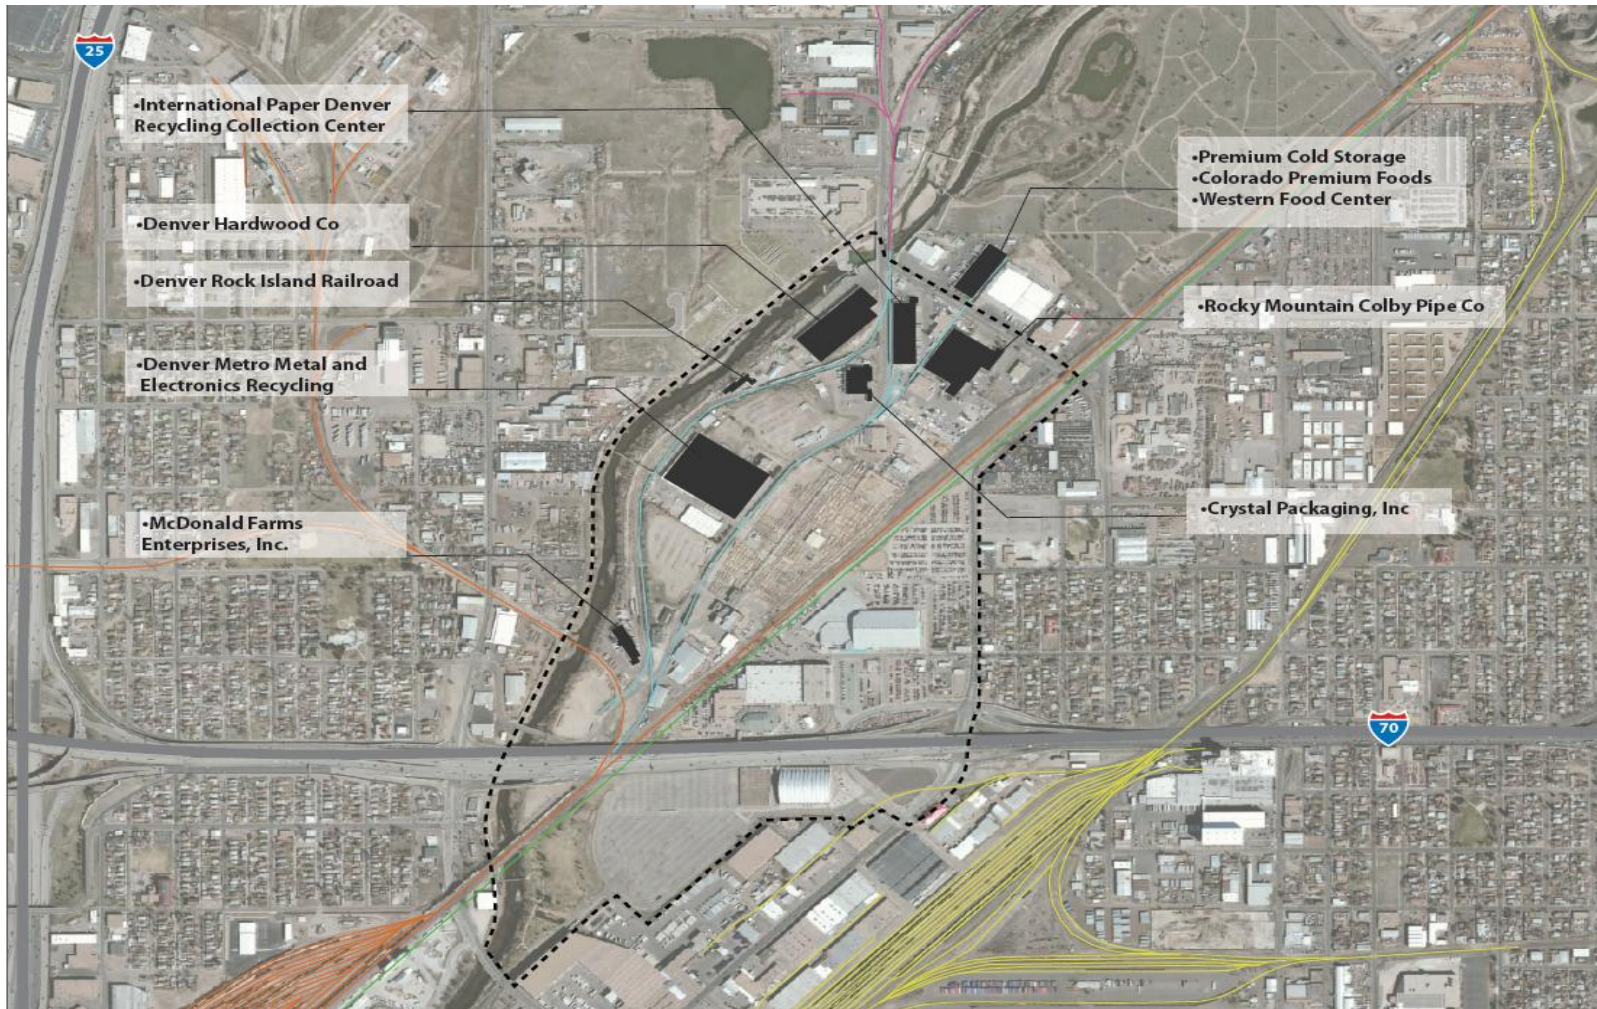 25
•International Paper Denver
Recycling Collection Center
•Premium Cold Storage
•Colorado Premium Foods
•Western Food Center
•Denver Hardwood Co
•Denver Rock Island Railroad
•Rocky Mountain Colby Pipe Co
•Denver Metro Metal and
Electronics Recycling
•Crystal Packaging, Inc
•McDonald Farms
Enterprises, Inc.
70